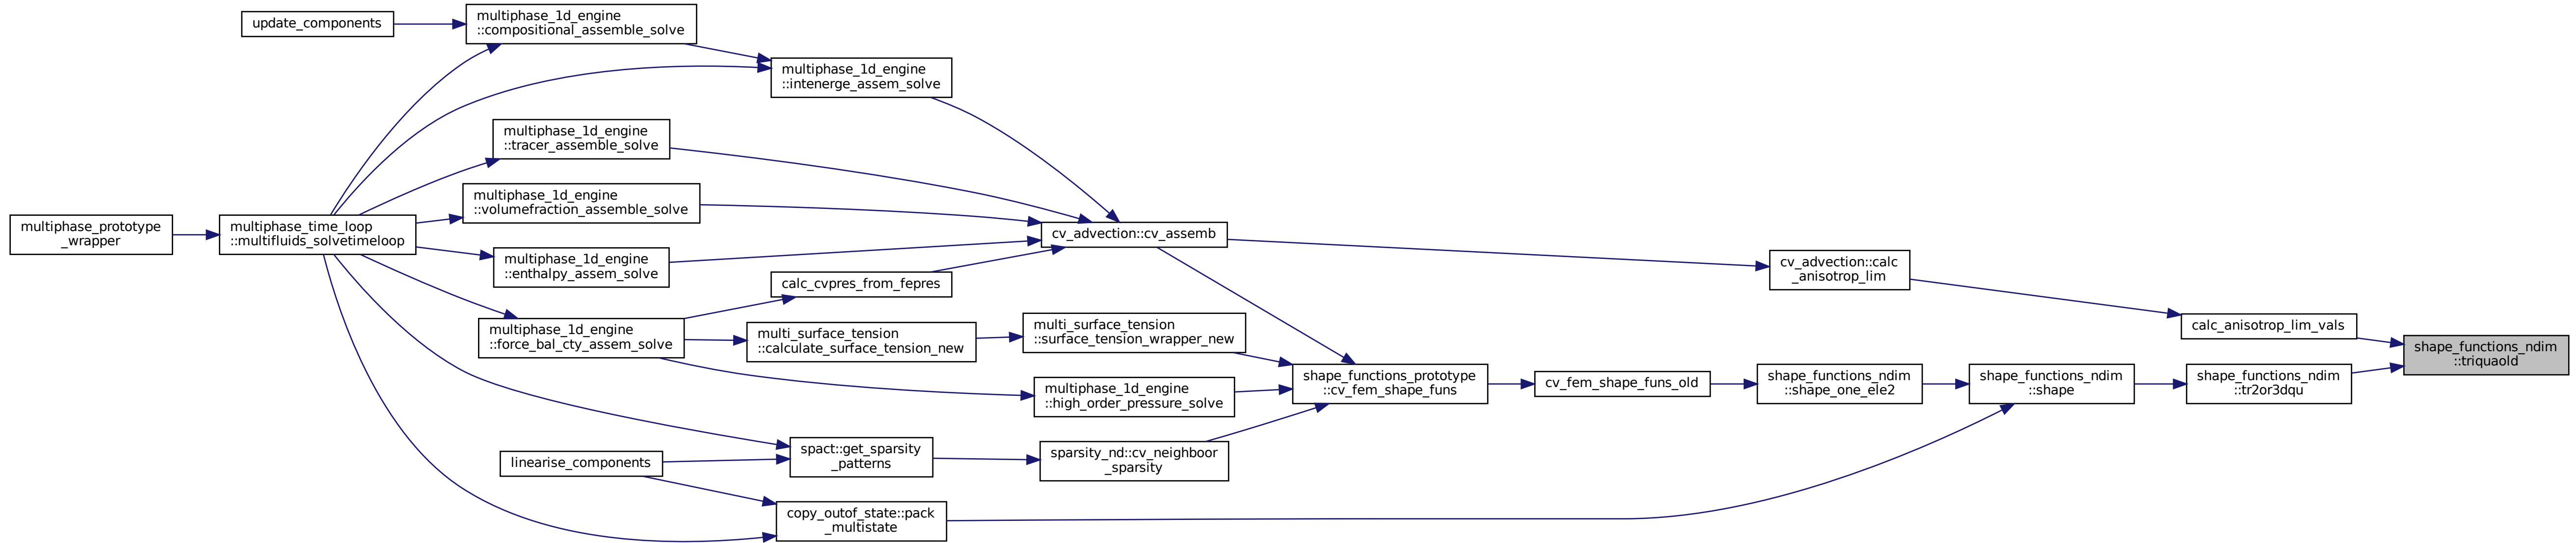 update_components
multiphase_1d_engine
::compositional_assemble_solve
multiphase_1d_engine
::intenerge_assem_solve
multiphase_1d_engine
::tracer_assemble_solve
multiphase_1d_engine
::volumefraction_assemble_solve
multiphase_prototype
_wrapper
multiphase_time_loop
::multifluids_solvetimeloop
multiphase_1d_engine
::enthalpy_assem_solve
cv_advection::cv_assemb
calc_cvpres_from_fepres
cv_advection::calc
_anisotrop_lim
multiphase_1d_engine
::force_bal_cty_assem_solve
multi_surface_tension
::calculate_surface_tension_new
multi_surface_tension
::surface_tension_wrapper_new
calc_anisotrop_lim_vals
shape_functions_ndim
::triquaold
multiphase_1d_engine
::high_order_pressure_solve
shape_functions_prototype
::cv_fem_shape_funs
cv_fem_shape_funs_old
shape_functions_ndim
::shape_one_ele2
shape_functions_ndim
::shape
shape_functions_ndim
::tr2or3dqu
linearise_components
spact::get_sparsity
_patterns
sparsity_nd::cv_neighboor
_sparsity
copy_outof_state::pack
_multistate